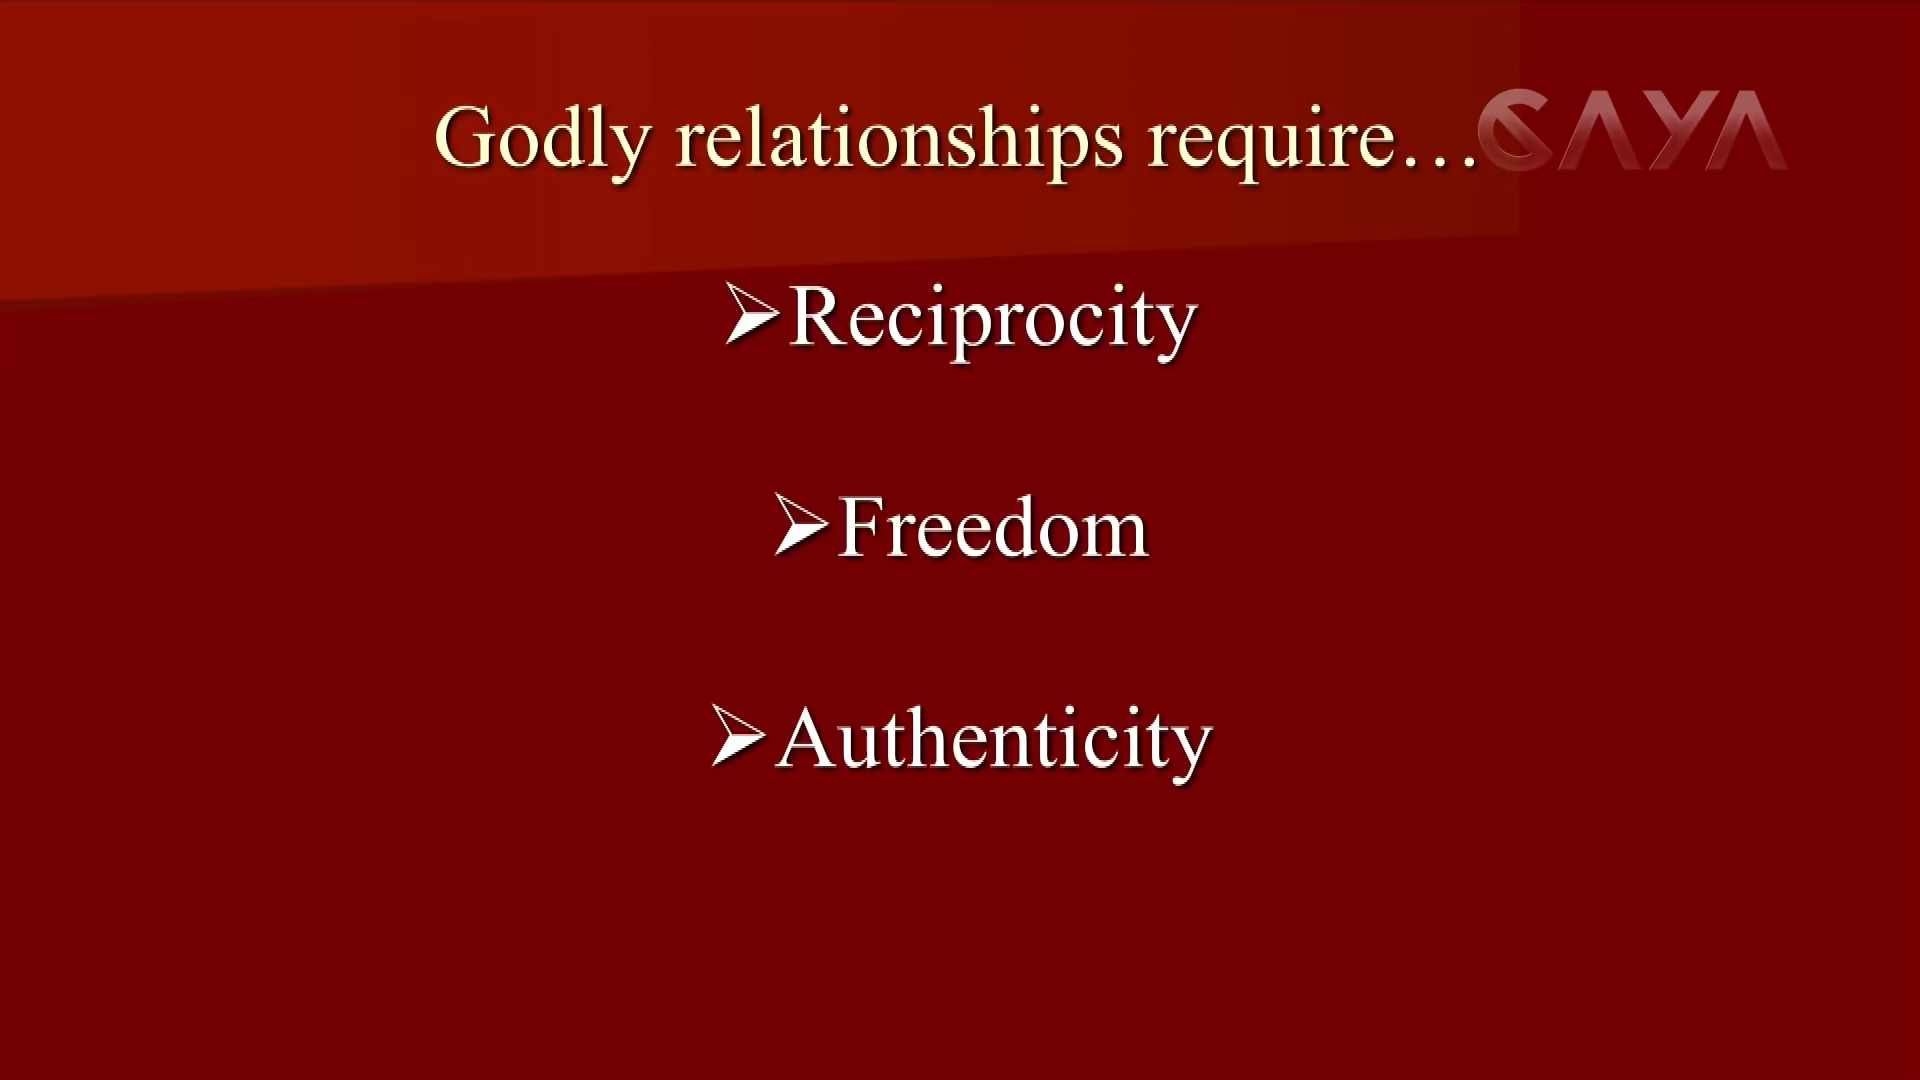 Godly relationships require…
➢Reciprocity
➢Freedom
➢Authenticity